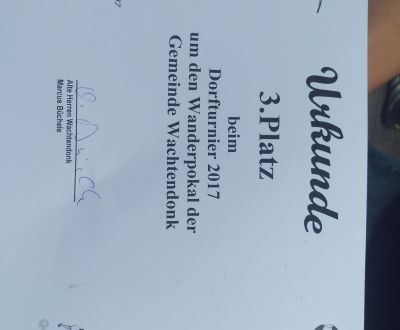 Urkunde
3.Platz
beim
Dorfturnier 2017
um den Wanderpokal der
Gemeinde Wachtendonk
Alte Herren Wachtendonk
Marcus Büchele